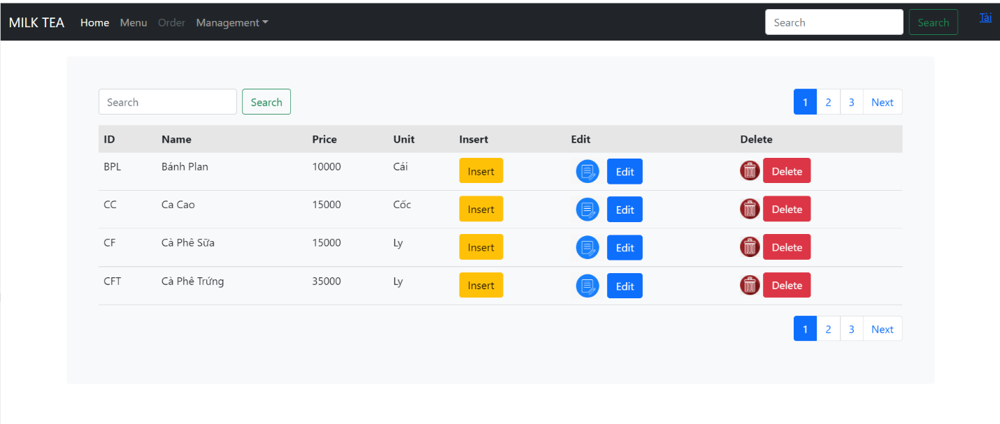 MILK TEA Home Menu Order Management Search Search Tài
Search Search 1 2 3 Next
ID Name Price Unit Insert Edit Delete
BPL Bánh Plan 10000 Cái Insert Edit Delete
CC Ca Cao 15000 Cốc Insert Edit Delete
CF Cà Phê Sữa 15000 Ly Insert Edit Delete
CFT Cà Phê Trứng 35000 Ly Insert Edit Delete
1 2 3 Next